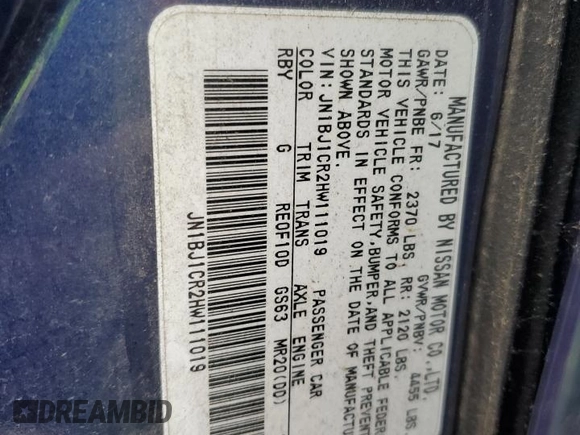 MANUFACTURED BY NISSAN MOTOR CO.,LTD.
DATE: 6/17 GVWR/PNBV: 4455 LBS
GAWR/PNBE FR: 2370 LBS. RR: 2120 LBS.
THIS VEHICLE CONFORMS TO ALL APPLICABLE
MOTOR VEHICLE SAFETY,BUMPER,AND THEFT
STANDARDS IN EFFECT ON THE DATE OF
SHOWN ABOVE.
VIN:JN1BJ1CR2HW111019 PASSENGER CAR
COLOR TRIM TRANS AXLE ENGINE
RBY G RE0F10D GS63 MR20(DD)
JN1BJ1CR2HW111019
DREAMBID